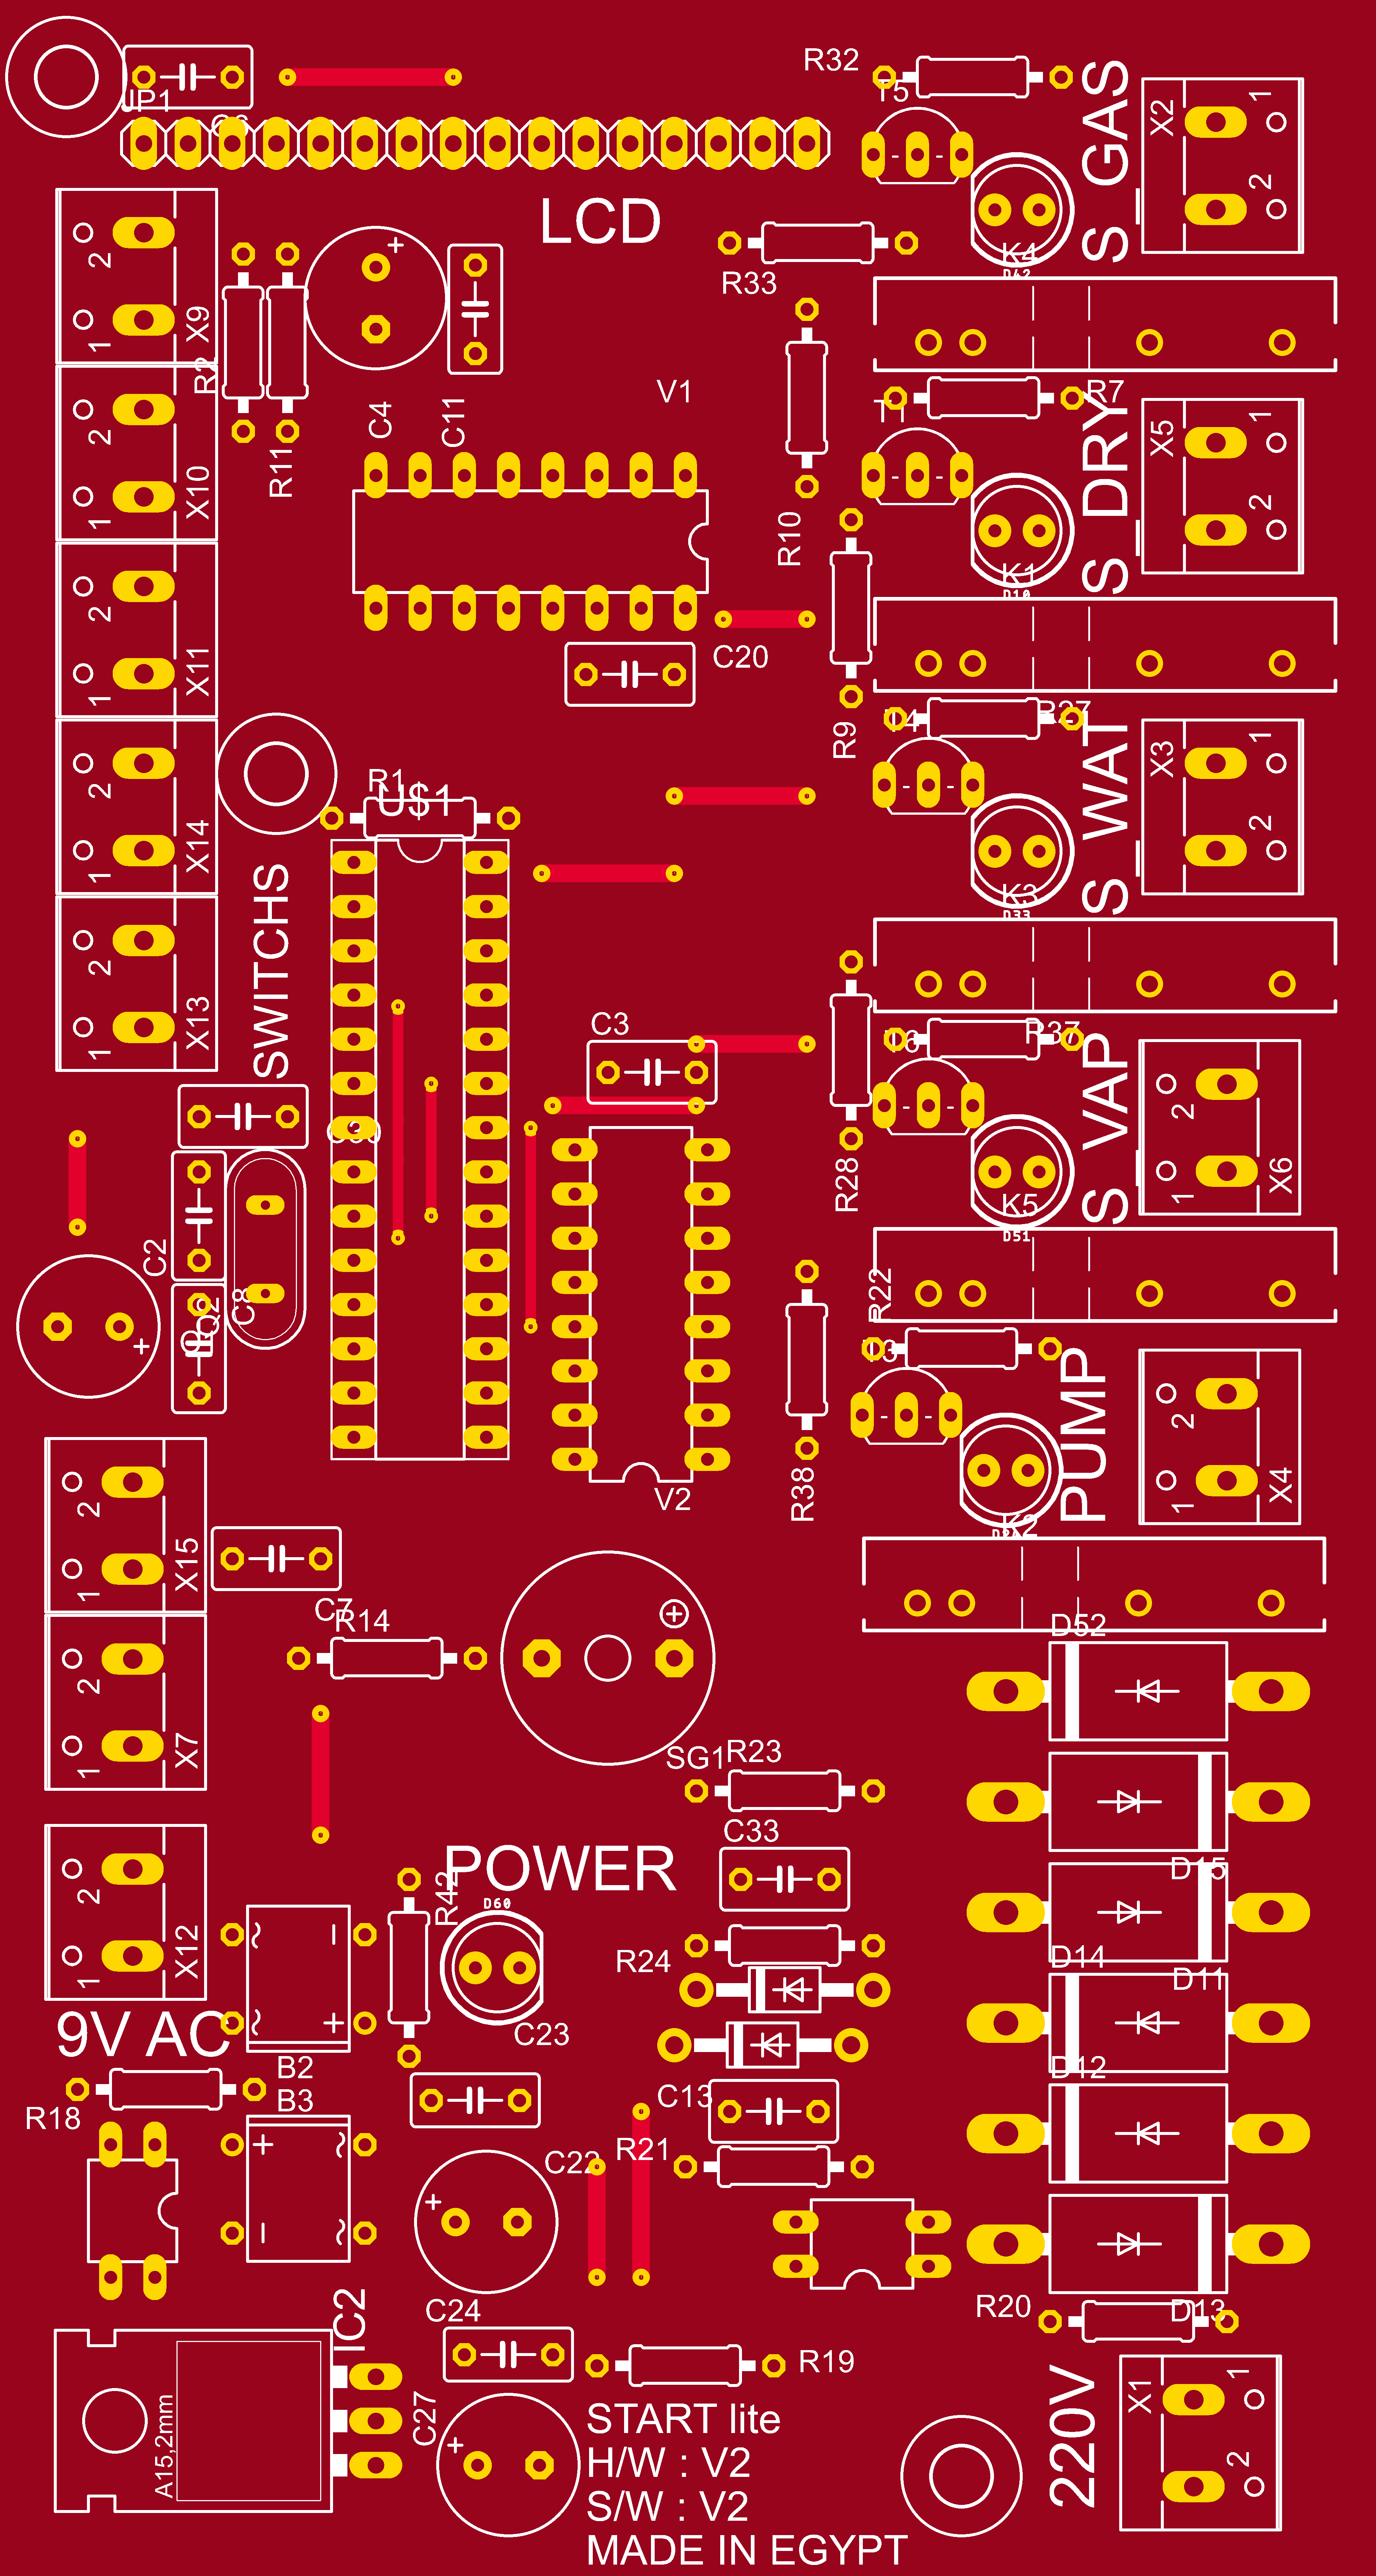 JP1
R32
T5
S_GAS
X2
1
2
LCD
R33
K4
D42
2
1
X9
R2
R11
C4
C11
V1
R10
R7
T1
S_DRY
X5
1
2
2
1
X10
K1
D10
C20
R9
2
1
X11
R27
T4
S_WAT
X3
1
2
2
1
X14
R1
U$1
K3
D33
SWITCHS
2
1
X13
C3
R37
T6
S_VAP
2
1
X6
R28
K5
D51
C2
C8
Q2
R22
T3
PUMP
2
1
X4
R38
V2
K2
2
1
X15
C7
R14
D52
2
1
X7
SG1
R23
C33
POWER
R42
D60
D15
2
1
X12
R24
D14
D11
9V AC
C23
B2
B3
D12
R18
C13
R21
C22
IC2
C24
R20
D13
R19
A15,2mm
C27
START lite
H/W : V2
S/W : V2
MADE IN EGYPT
220V
X1
1
2